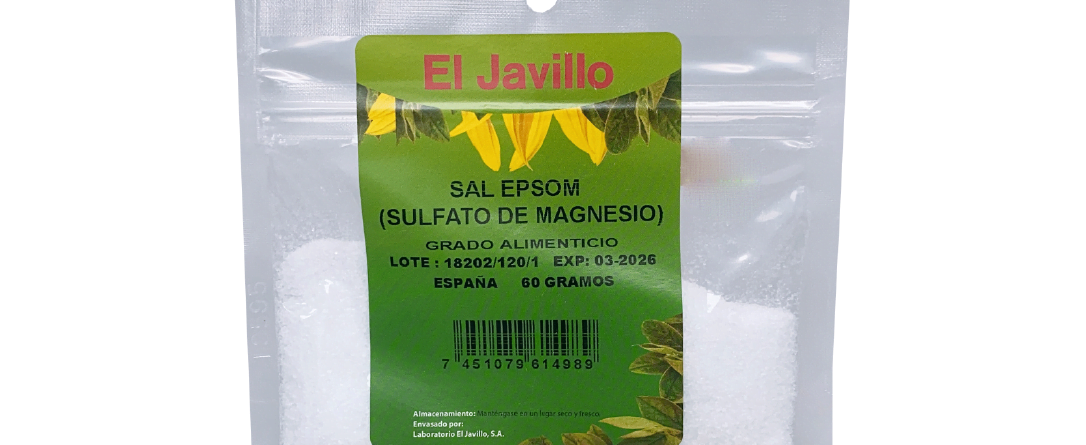 El Javillo
SAL EPSOM
(SULFATO DE MAGNESIO)
GRADO ALIMENTICIO
LOTE : 18202/120/1 EXP: 03-2026
ESPAÑA 60 GRAMOS
7 451079 614989
Almacenamiento: Manténgase en un lugar seco y fresco.
Envasado por:
Laboratorio El Javillo, S.A.